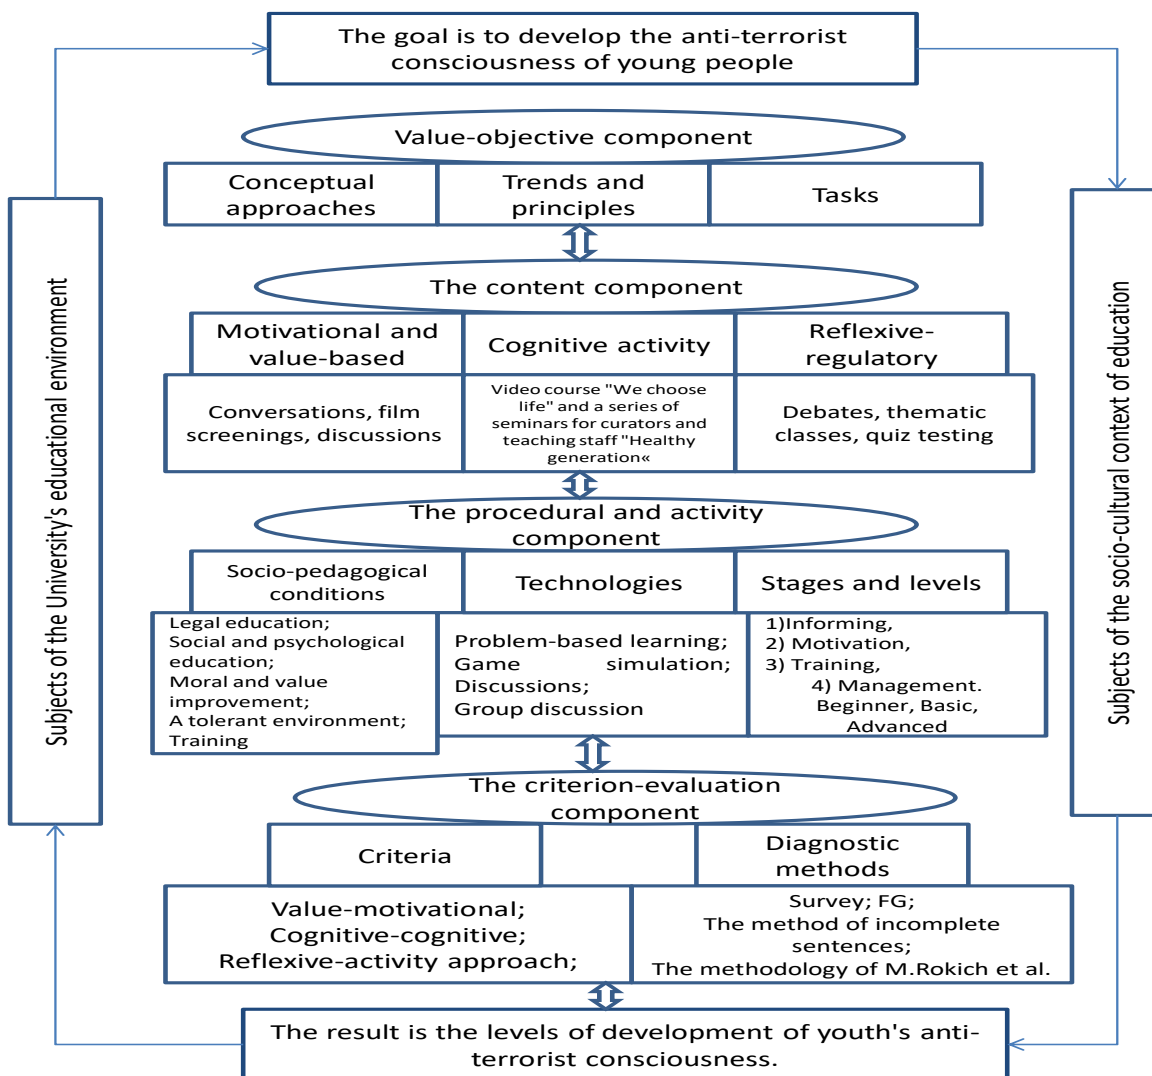 The goal is to develop the anti-terrorist
consciousness of young people
Value-objective component
Conceptual
approaches
Trends and
principles
Tasks
Subjects of the University's educational environment
Subjects of the socio-cultural context of education
The content component
Motivational and
value-based
Cognitive activity
Reflexive-
regulatory
Conversations, film
screenings, discussions
Video course "We choose
life" and a series of
seminars for curators and
teaching staff "Healthy
generation«
Debates, thematic
classes, quiz testing
The procedural and activity
component
Socio-pedagogical
conditions
Technologies
Stages and levels
Legal education;
Social and psychological
education;
Moral and value
improvement;
A tolerant environment;
Training
Problem-based learning;
Game simulation;
Discussions;
Group discussion
1)Informing,
2) Motivation,
3) Training,
4) Management.
Beginner, Basic,
Advanced
The criterion-evaluation
component
Criteria
Diagnostic
methods
Value-motivational;
Cognitive-cognitive;
Reflexive-activity approach;
Survey; FG;
The method of incomplete
sentences;
The methodology of M.Rokich et al.
The result is the levels of development of youth's anti-
terrorist consciousness.